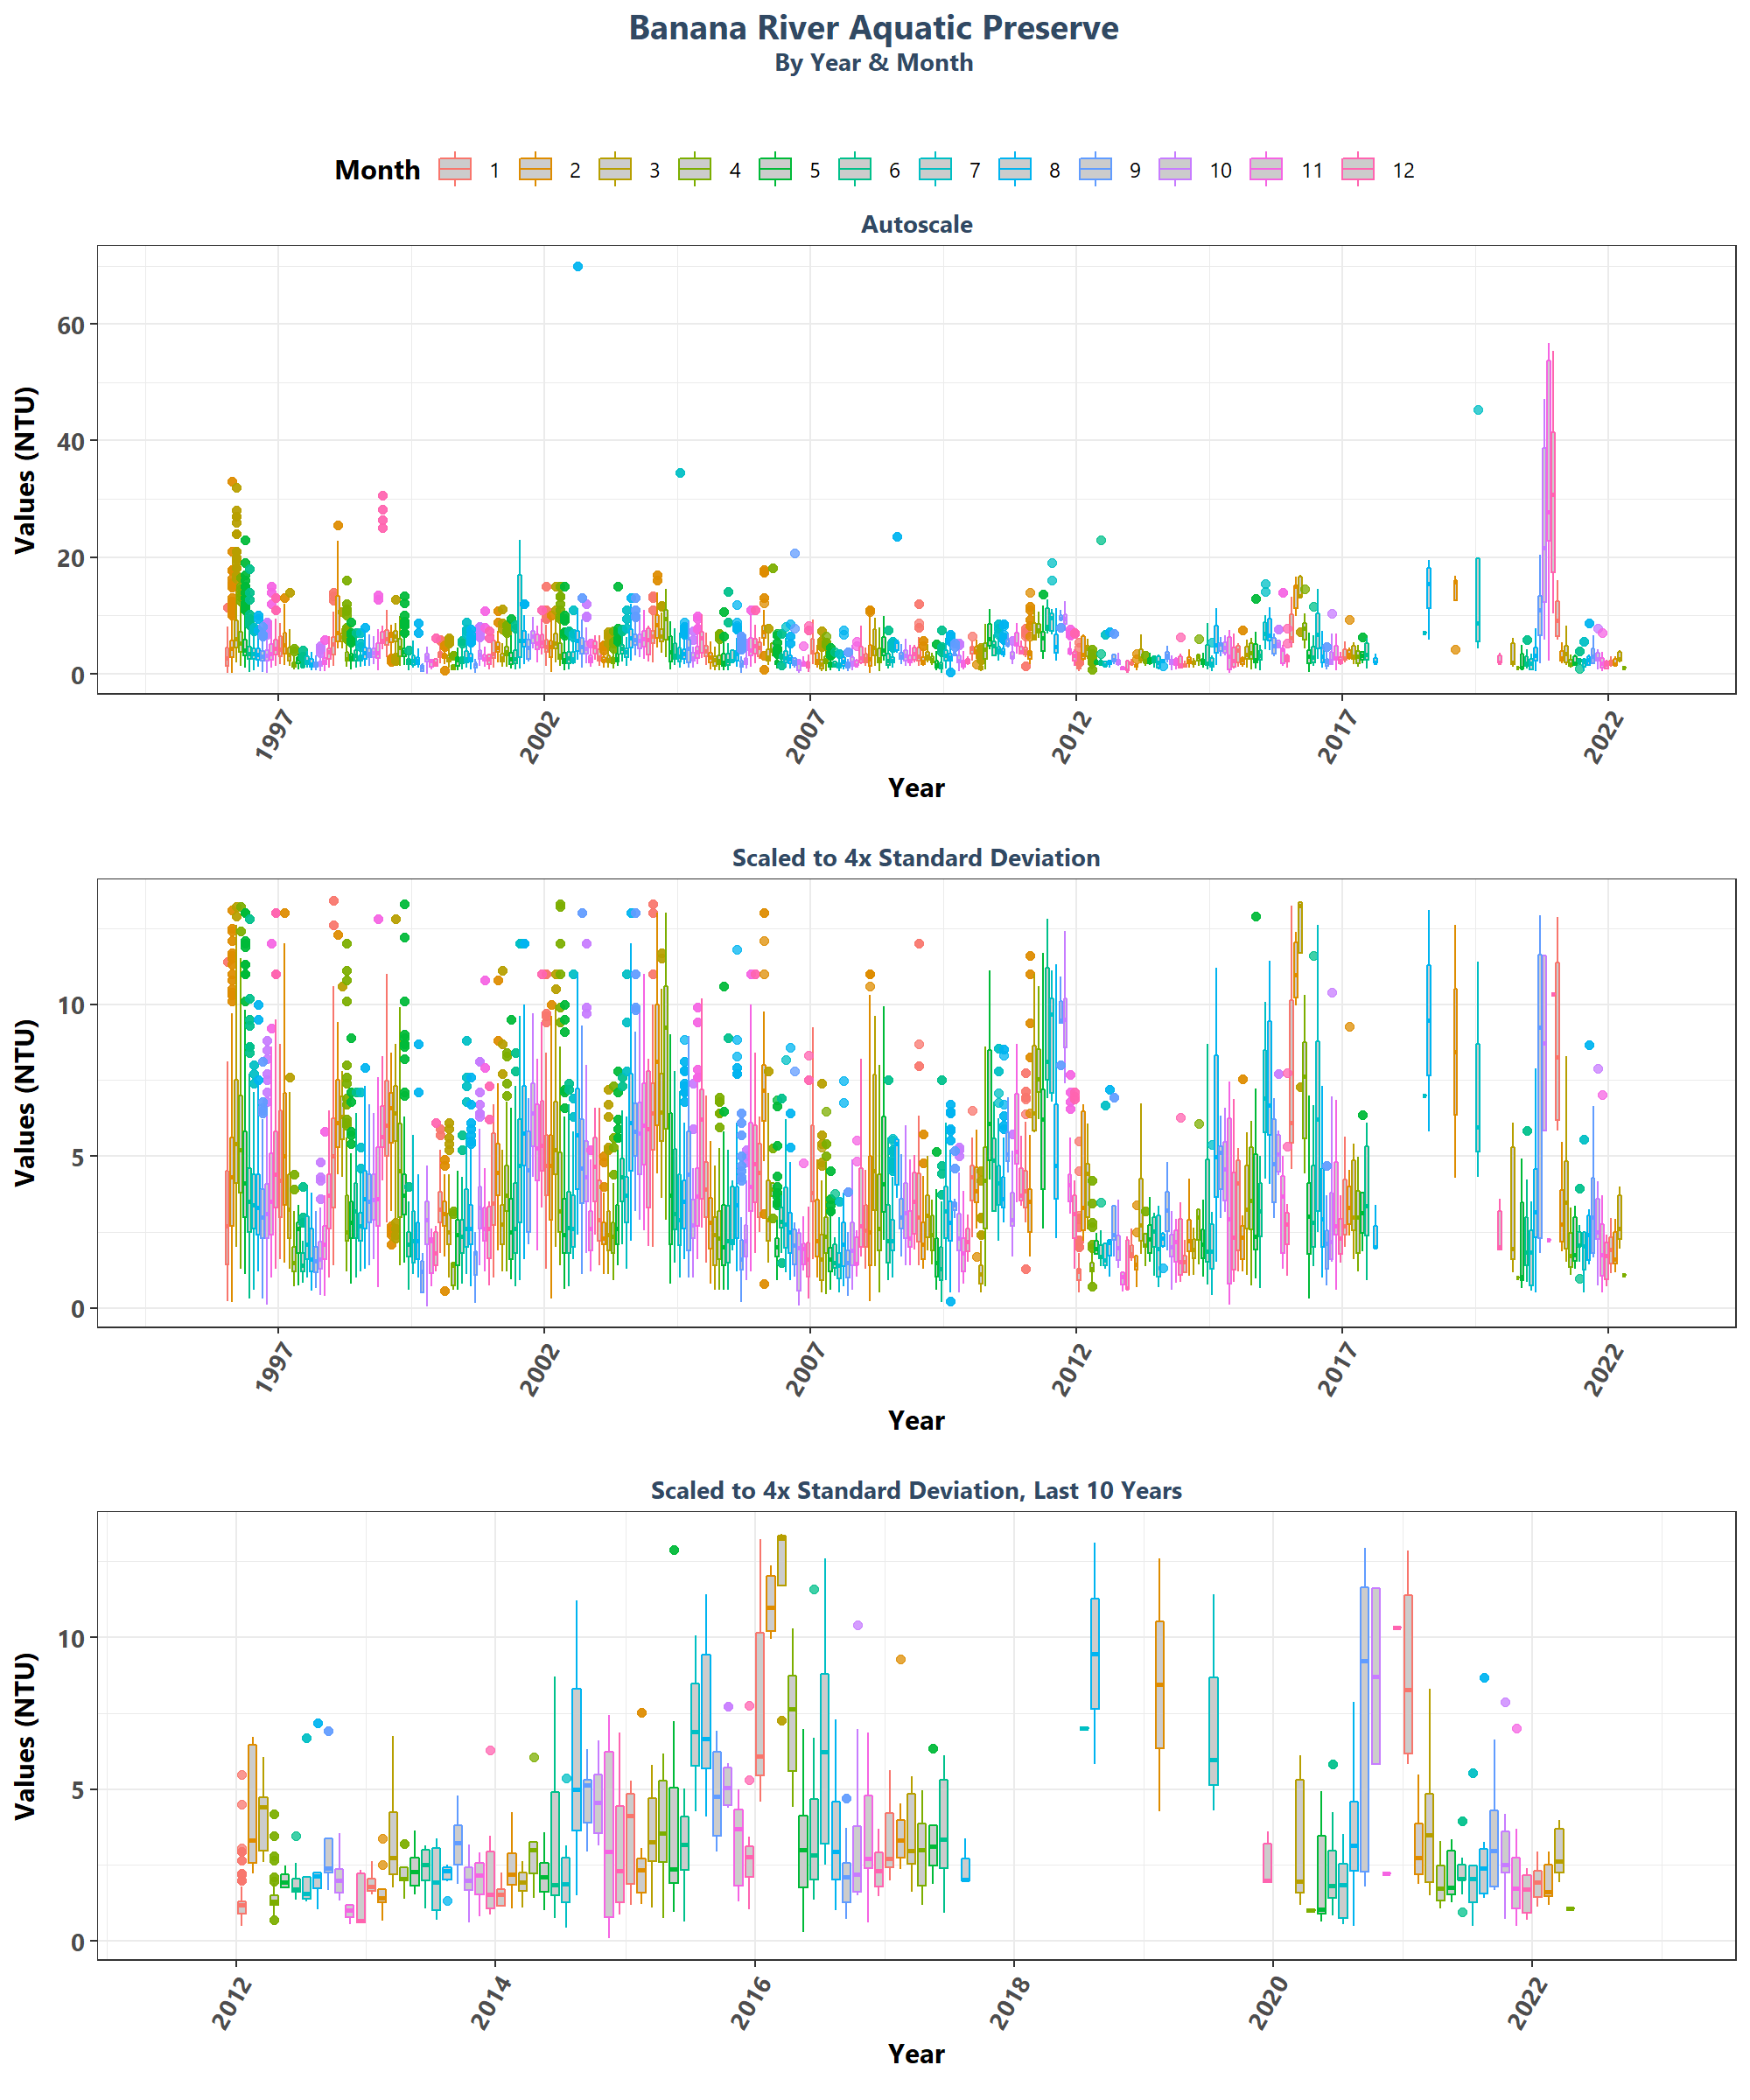 Banana River Aquatic Preserve
By Year & Month
Month 1 2 3 4 5 6 7 8 9 10 11 12
Autoscale
Values (NTU)
60
40
20
0
1997 2002 2007 2012 2017 2022
Year
Scaled to 4x Standard Deviation
Values (NTU)
10
5
0
1997 2002 2007 2012 2017 2022
Year
Scaled to 4x Standard Deviation, Last 10 Years
Values (NTU)
10
5
0
2012 2014 2016 2018 2020 2022
Year